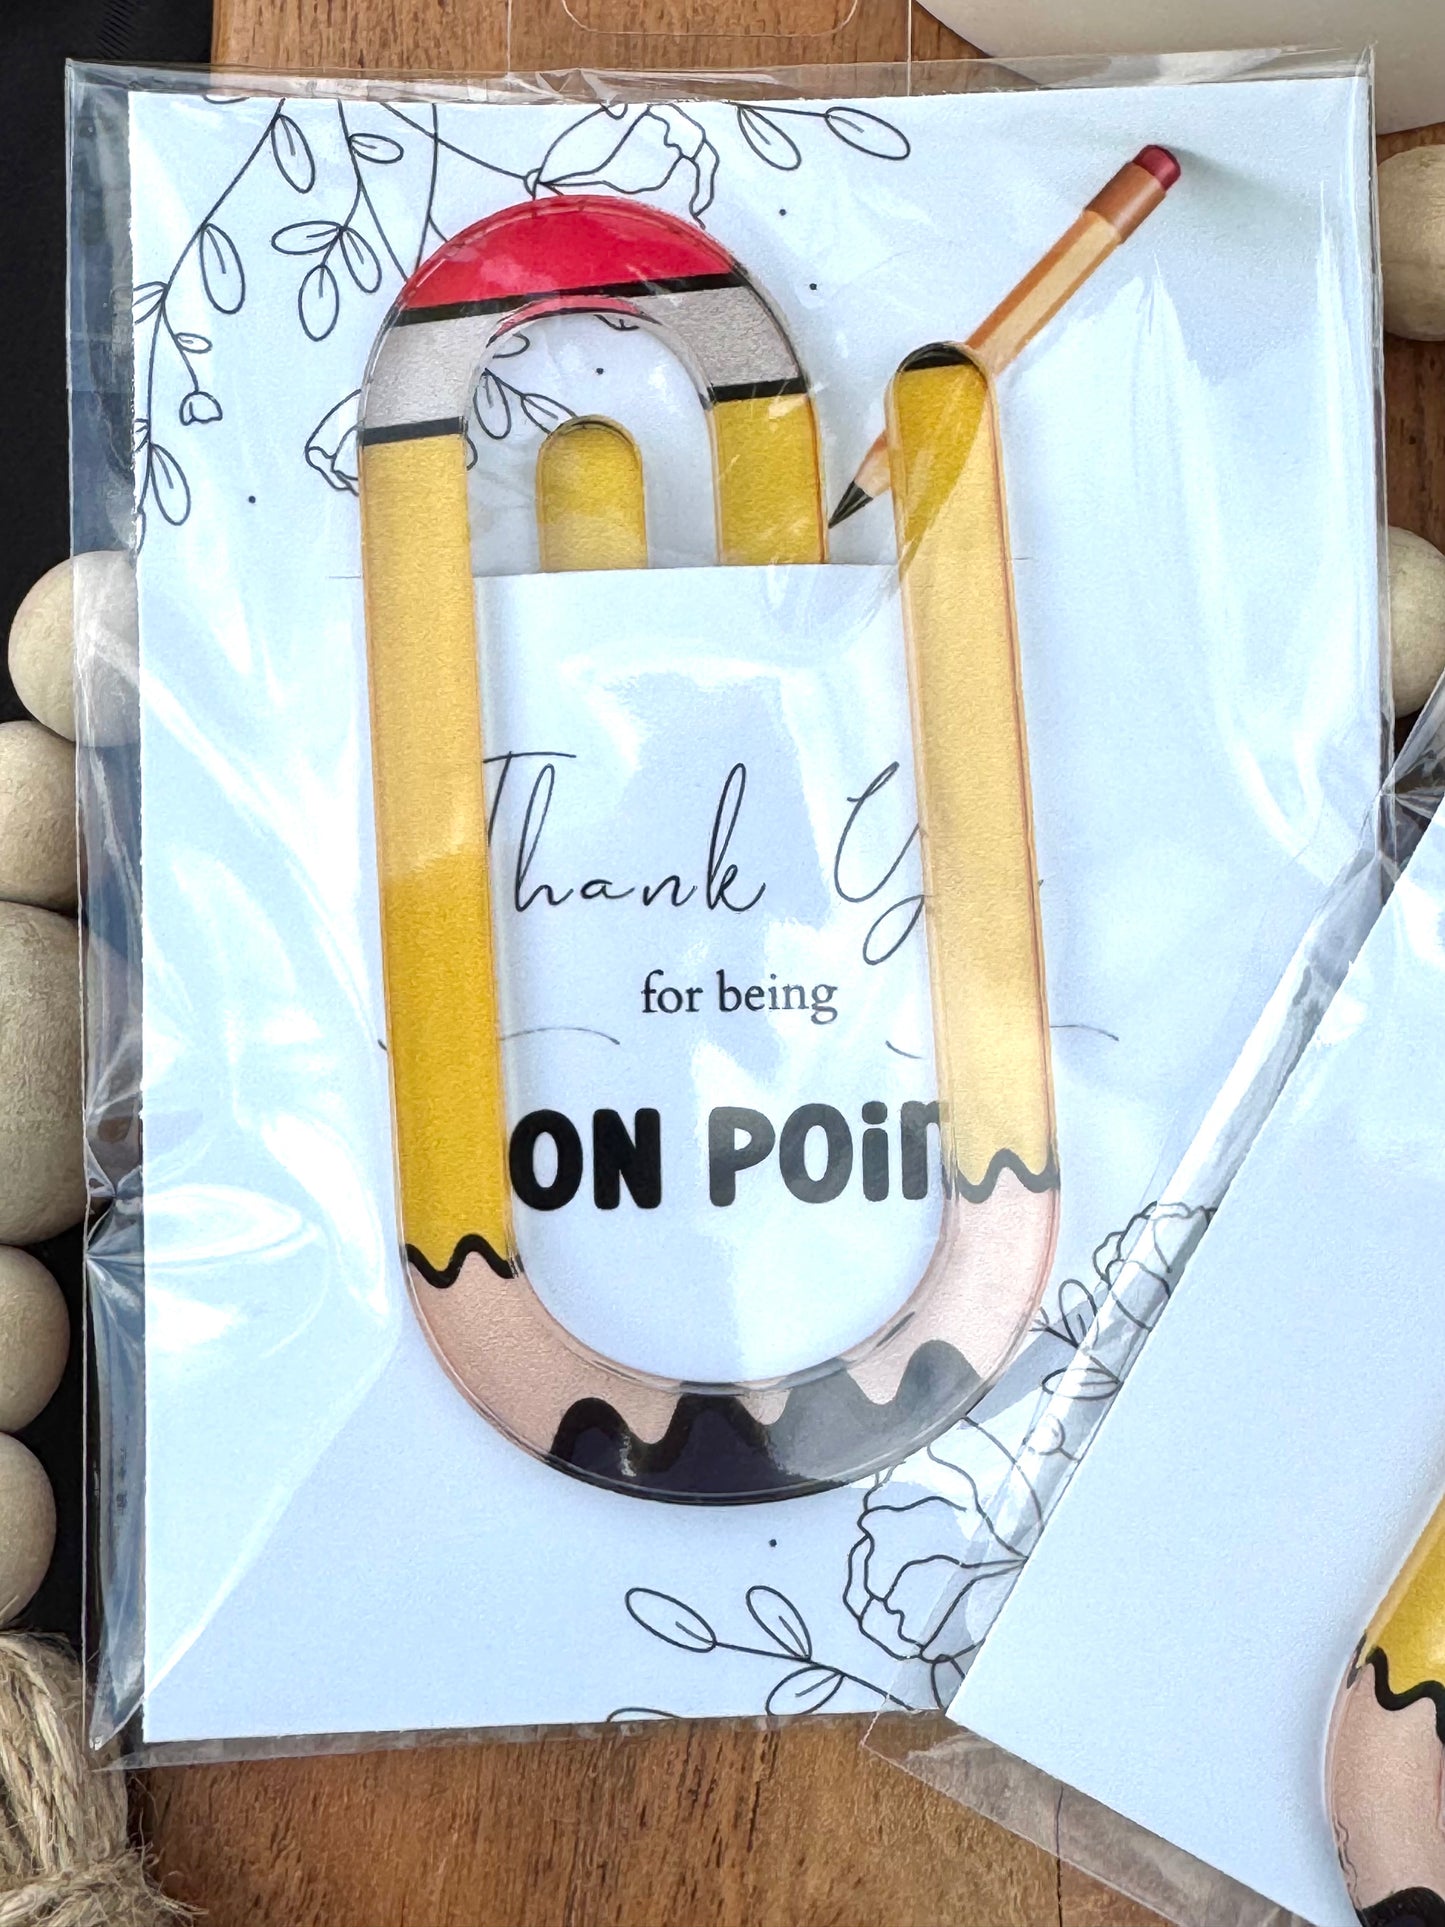 Thank Y
for being
ON POiN